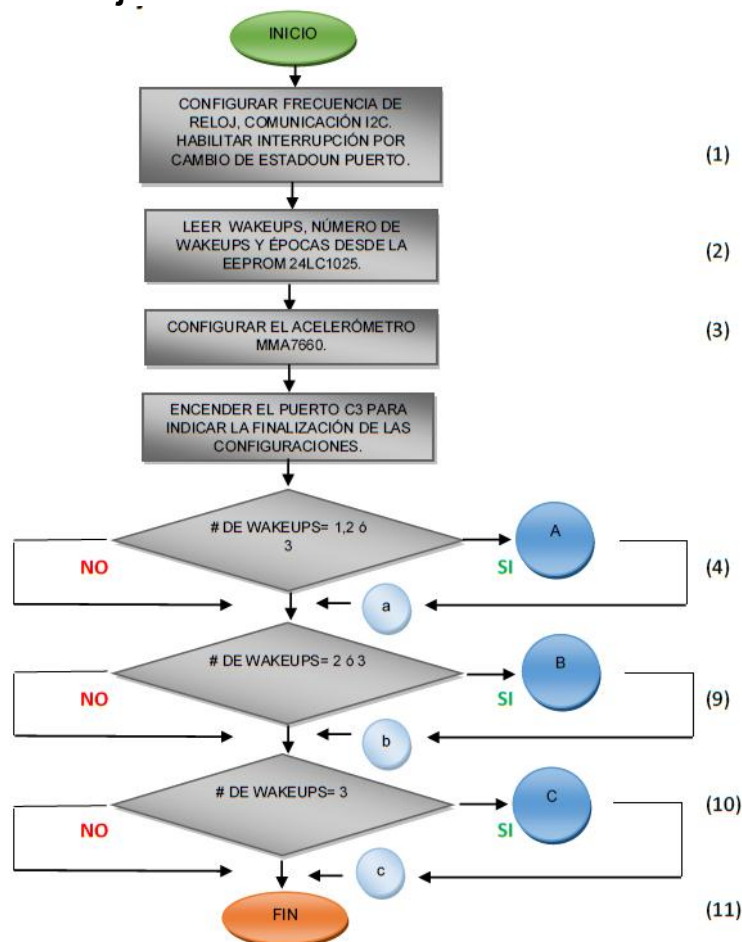 INICIO
CONFIGURAR FRECUENCIA DE
RELOJ, COMUNICACIÓN I2C.
HABILITAR INTERRUPCIÓN POR
CAMBIO DE ESTADOUN PUERTO.
(1)
LEER WAKEUPS, NÚMERO DE
WAKEUPS Y ÉPOCAS DESDE LA
EEPROM 24LC1025.
(2)
CONFIGURAR EL ACELERÓMETRO
MMA7660.
(3)
ENCENDER EL PUERTO C3 PARA
INDICAR LA FINALIZACIÓN DE LAS
CONFIGURACIONES.
# DE WAKEUPS= 1,2 ó
3
A
NO
SI
(4)
a
# DE WAKEUPS= 2 ó 3
B
NO
SI
(9)
b
# DE WAKEUPS= 3
C
(10)
NO
SI
c
FIN
(11)